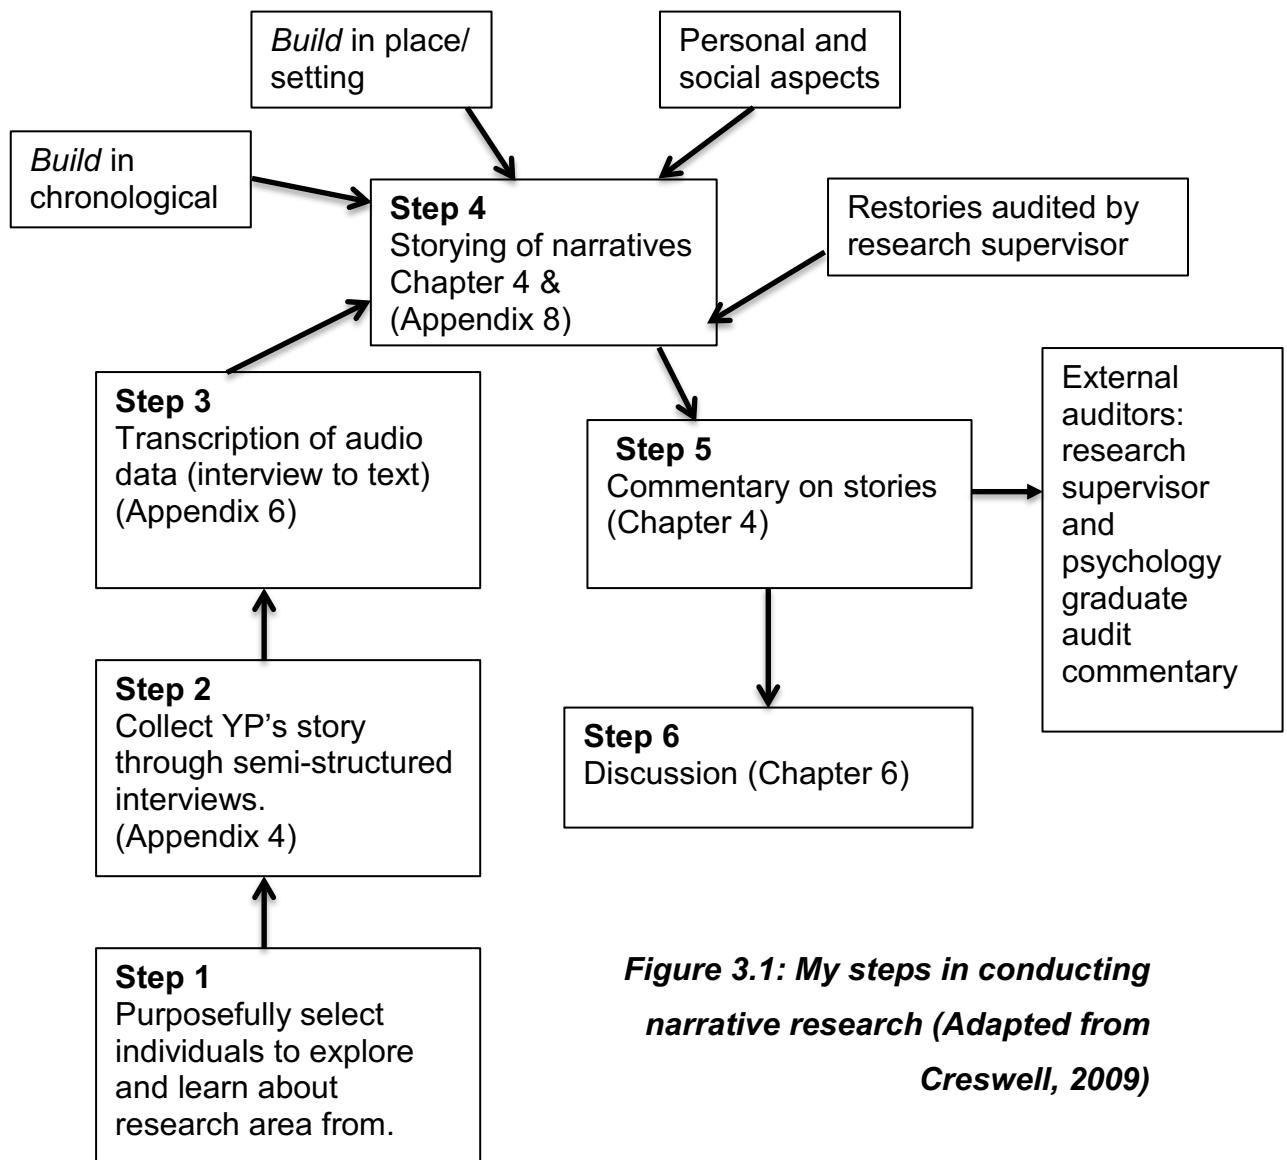 Build in place/
setting
Personal and
social aspects
Build in
chronological
Step 4
Storying of narratives
Chapter 4 &
(Appendix 8)
Restories audited by
research supervisor
Step 3
Transcription of audio
data (interview to text)
(Appendix 6)
Step 5
Commentary on stories
(Chapter 4)
External
auditors:
research
supervisor
and
psychology
graduate
audit
commentary
Step 2
Collect YP’s story
through semi-structured
interviews.
(Appendix 4)
Step 6
Discussion (Chapter 6)
Step 1
Purposefully select
individuals to explore
and learn about
research area from.
Figure 3.1: My steps in conducting
narrative research (Adapted from
Creswell, 2009)